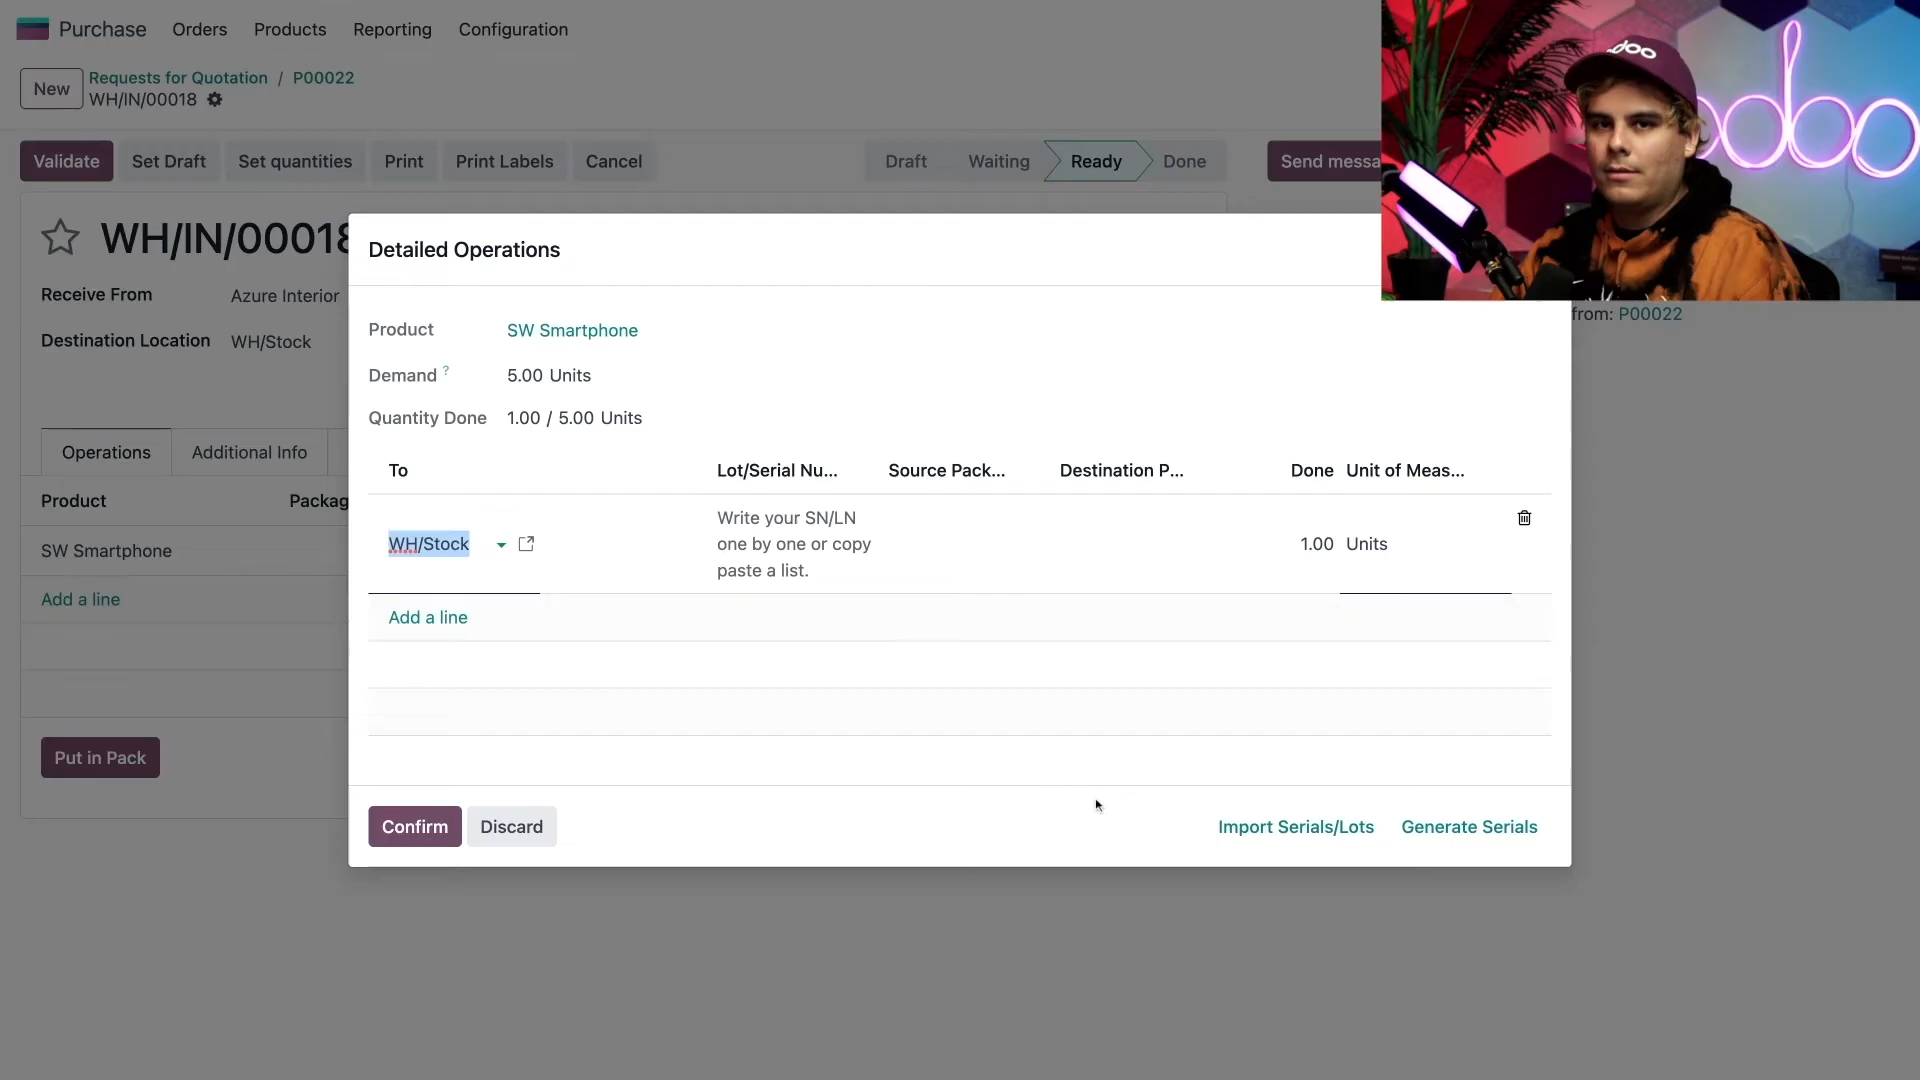 Purchase Orders Products Reporting Configuration
New
Requests for Quotation / P00022
WH/IN/00018
Validate Set Draft Set quantities Print Print Labels Cancel
Draft Waiting Ready Done
Send messa
WH/IN/00018
Receive From Azure Interior
Destination Location WH/Stock
from: P00022
Operations Additional Info
Product Packag
SW Smartphone
Add a line
Put in Pack
Detailed Operations
Product SW Smartphone
Demand ? 5.00 Units
Quantity Done 1.00 / 5.00 Units
To Lot/Serial Nu... Source Pack... Destination P... Done Unit of Meas...
WH/Stock
Write your SN/LN
one by one or copy
paste a list.
1.00 Units
Add a line
Confirm Discard Import Serials/Lots Generate Serials
odoo
odoo